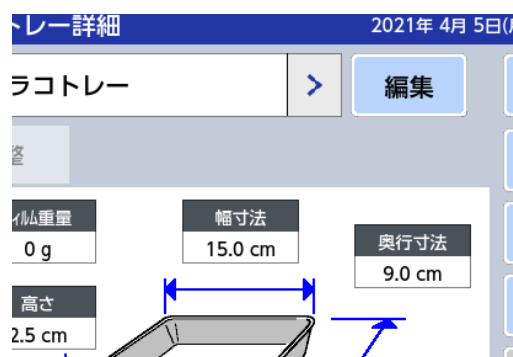 トレー詳細 2021年 4月 5日(
ラコトレー > 編集
整
ィルム重量
0 g
幅寸法
15.0 cm
奥行寸法
9.0 cm
高さ
2.5 cm